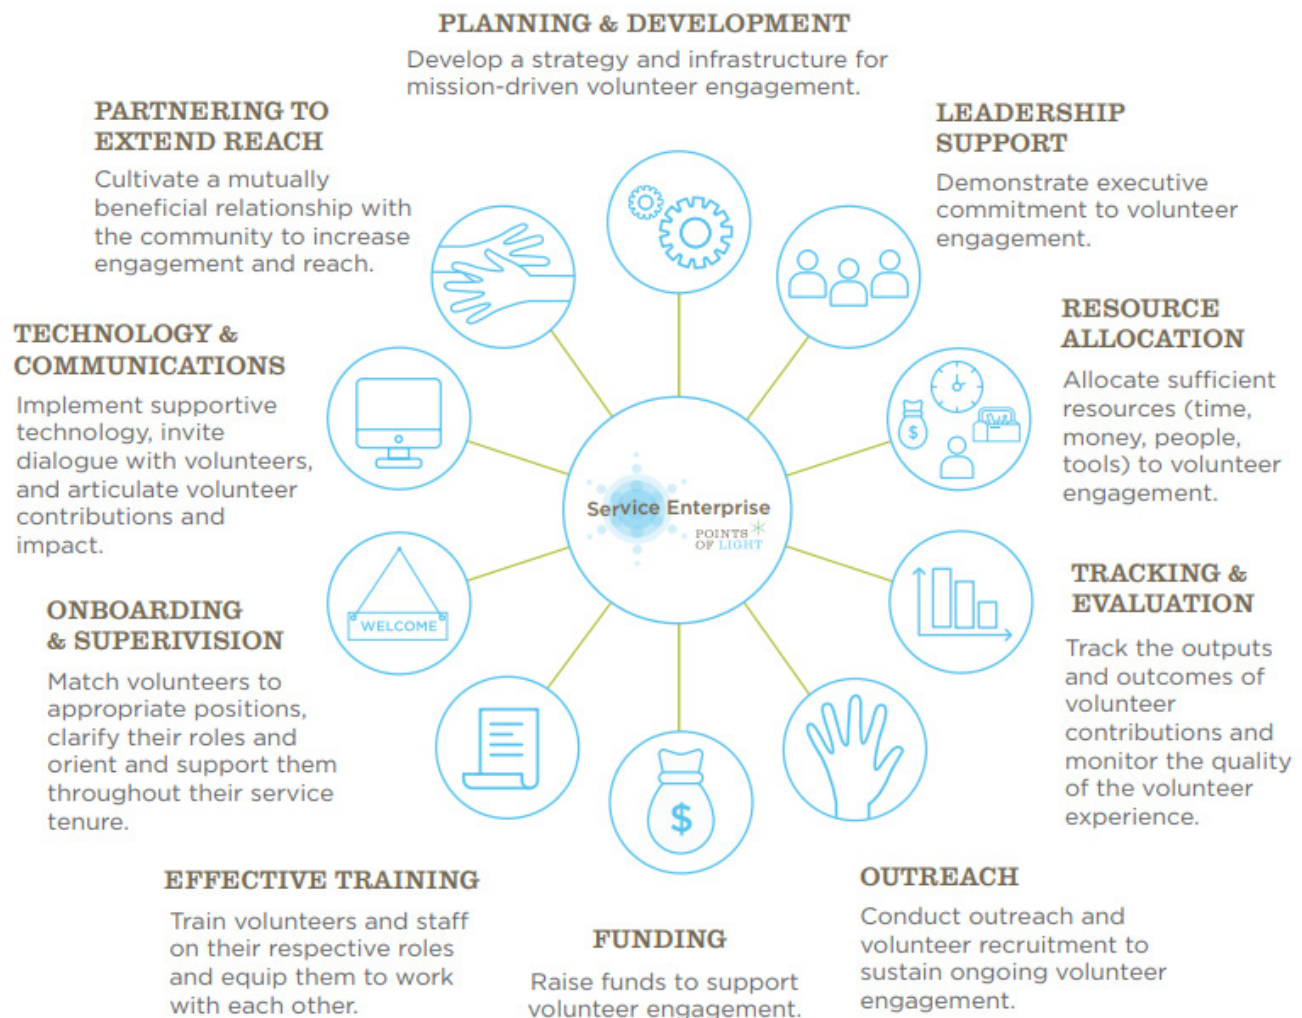 PLANNING & DEVELOPMENT
Develop a strategy and infrastructure for
mission-driven volunteer engagement.
LEADERSHIP
SUPPORT
Demonstrate executive
commitment to volunteer
engagement.
RESOURCE
ALLOCATION
Allocate sufficient
resources (time,
money, people,
tools) to volunteer
engagement.
TRACKING &
EVALUATION
Track the outputs
and outcomes of
volunteer
contributions and
monitor the quality
of the volunteer
experience.
OUTREACH
Conduct outreach and
volunteer recruitment to
sustain ongoing volunteer
engagement.
FUNDING
Raise funds to support
volunteer engagement.
EFFECTIVE TRAINING
Train volunteers and staff
on their respective roles
and equip them to work
with each other.
ONBOARDING
& SUPERIVISION
Match volunteers to
appropriate positions,
clarify their roles and
orient and support them
throughout their service
tenure.
TECHNOLOGY &
COMMUNICATIONS
Implement supportive
technology, invite
dialogue with volunteers,
and articulate volunteer
contributions and
impact.
PARTNERING TO
EXTEND REACH
Cultivate a mutually
beneficial relationship with
the community to increase
engagement and reach.
$
$
WELCOME
Service Enterprise
POINTS
OF LIGHT